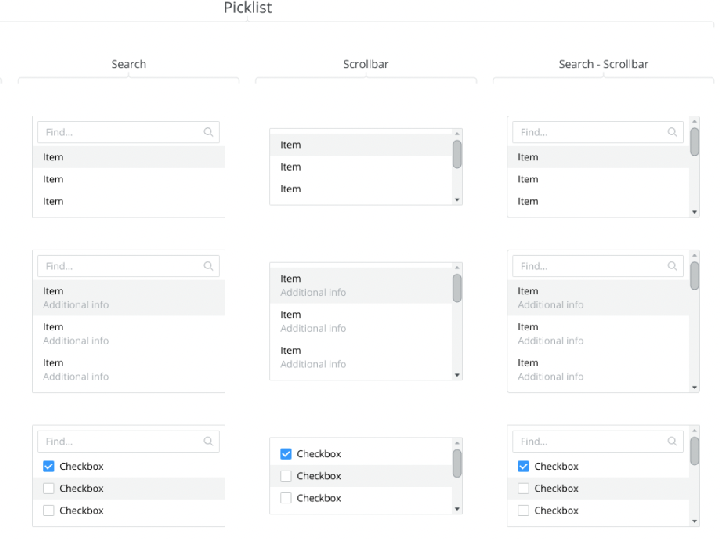 Picklist
Search
Scrollbar
Search - Scrollbar
Find...
Item
Item
Item
Item
Item
Item
Find...
Item
Item
Item
Find...
Item
Additional info
Item
Additional info
Item
Additional info
Item
Additional info
Item
Additional info
Item
Additional info
Find...
Item
Additional info
Item
Additional info
Item
Additional info
Find...
Checkbox
Checkbox
Checkbox
Checkbox
Checkbox
Checkbox
Find...
Checkbox
Checkbox
Checkbox